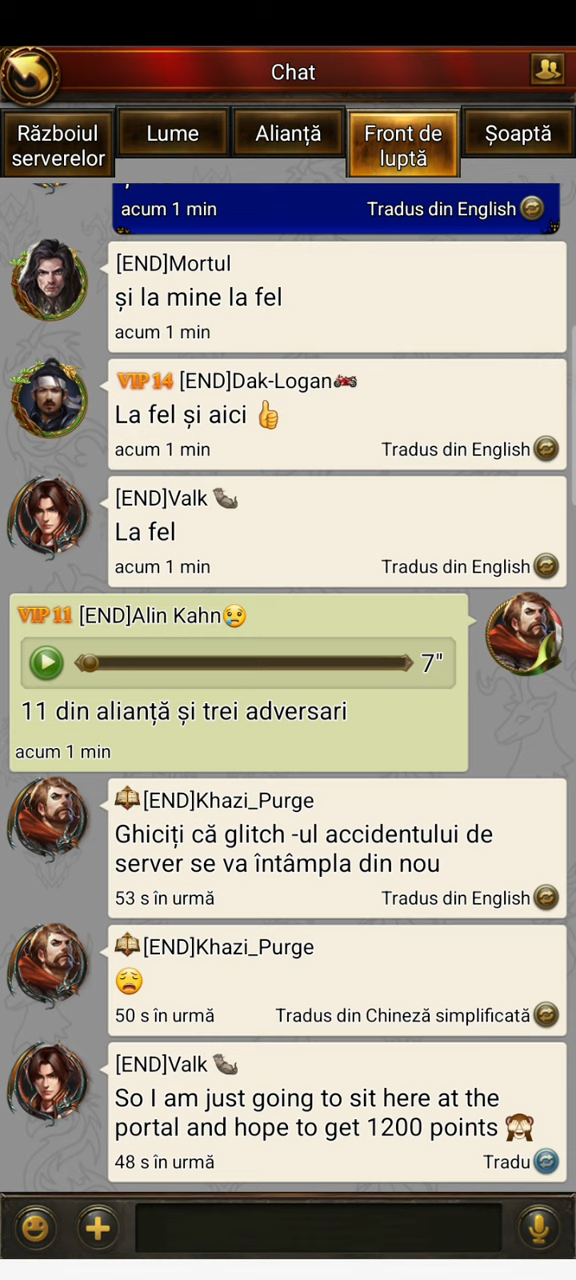 Chat
Războiul
serverelor
Lume
Alianță
Front de
luptă
Șoaptă
acum 1 min
Tradus din English
[END]Mortul
și la mine la fel
acum 1 min
VIP 14 [END]Dak-Logan🏍️
La fel și aici 👍
acum 1 min
Tradus din English
[END]Valk 🦦
La fel
acum 1 min
Tradus din English
VIP 11 [END]Alin Kahn😢
7"
11 din alianță și trei adversari
acum 1 min
[END]Khazi_Purge
Ghiciți că glitch -ul accidentului de
server se va întâmpla din nou
53 s în urmă
Tradus din English
[END]Khazi_Purge
😩
50 s în urmă
Tradus din Chineză simplificată
[END]Valk 🦦
So I am just going to sit here at the
portal and hope to get 1200 points 🙈
48 s în urmă
Tradu